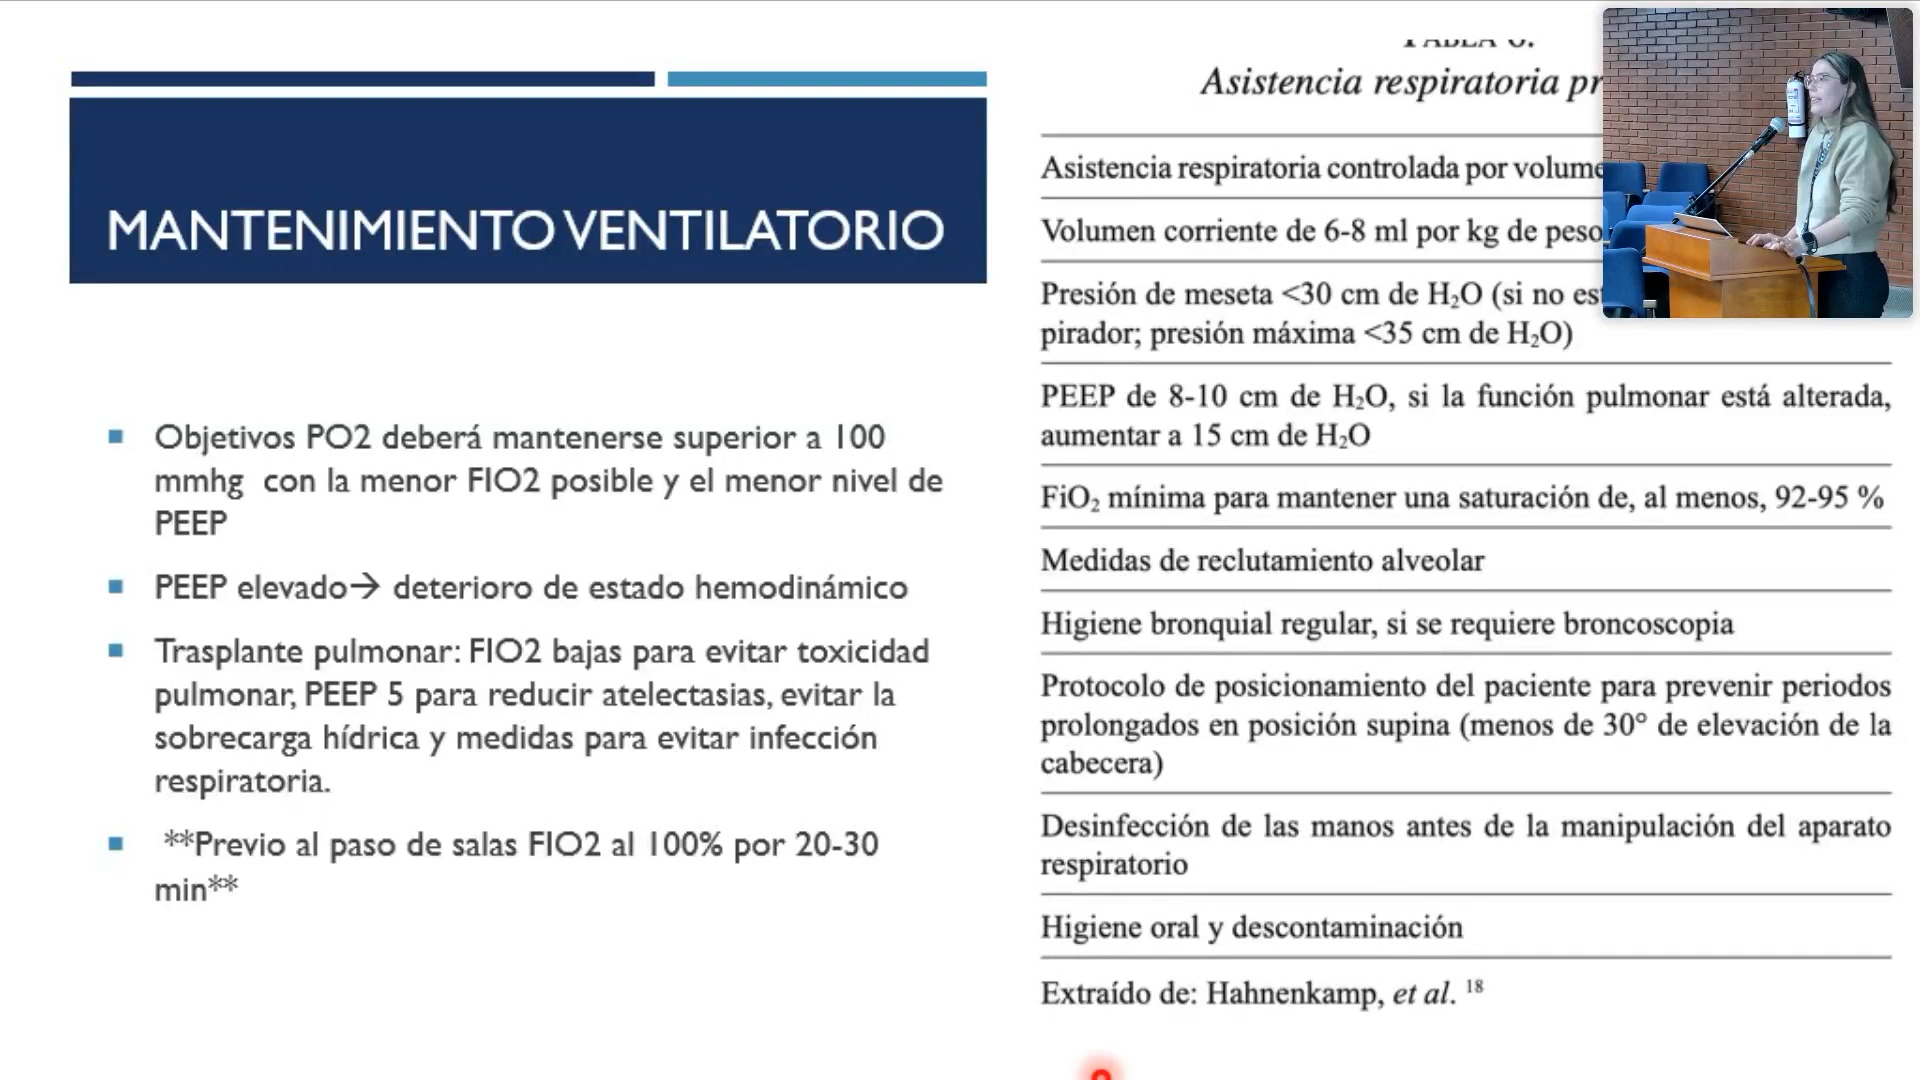 MANTENIMIENTO VENTILATORIO
Objetivos PO2 deberá mantenerse superior a 100
mmhg con la menor FIO2 posible y el menor nivel de
PEEP
PEEP elevado→ deterioro de estado hemodinámico
Trasplante pulmonar: FIO2 bajas para evitar toxicidad
pulmonar, PEEP 5 para reducir atelectasias, evitar la
sobrecarga hídrica y medidas para evitar infección
respiratoria.
**Previo al paso de salas FIO2 al 100% por 20-30
min**
Asistencia respiratoria
Asistencia respiratoria controlada por
Volumen corriente de 6-8 ml por kg de peso
Presión de meseta <30 cm de H₂O (si no
pirador; presión máxima <35 cm de H₂O)
PEEP de 8-10 cm de H₂O, si la función pulmonar está alterada,
aumentar a 15 cm de H₂O
FiO₂ mínima para mantener una saturación de, al menos, 92-95 %
Medidas de reclutamiento alveolar
Higiene bronquial regular, si se requiere broncoscopia
Protocolo de posicionamiento del paciente para prevenir periodos
prolongados en posición supina (menos de 30° de elevación de la
cabecera)
Desinfección de las manos antes de la manipulación del aparato
respiratorio
Higiene oral y descontaminación
Extraído de: Hahnenkamp, et al. ¹⁸